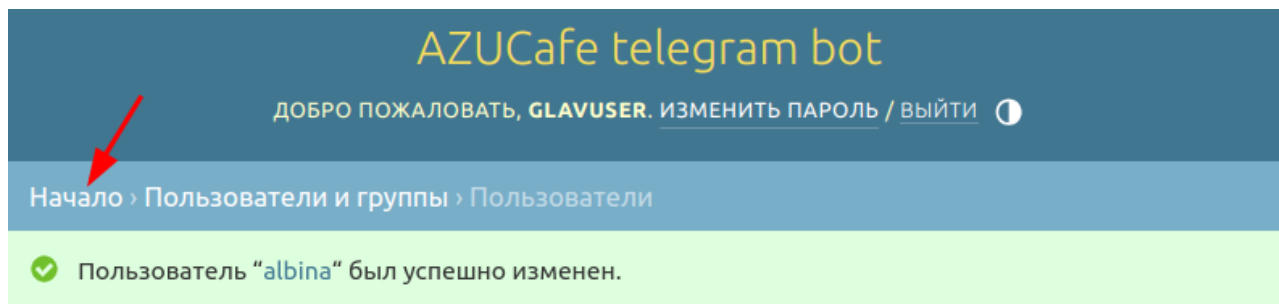 AZUCafe telegram bot
ДОБРО ПОЖАЛОВАТЬ, GLAVUSER. ИЗМЕНИТЬ ПАРОЛЬ / ВЫЙТИ
Начало › Пользователи и группы › Пользователи
Пользователь “albina“ был успешно изменен.